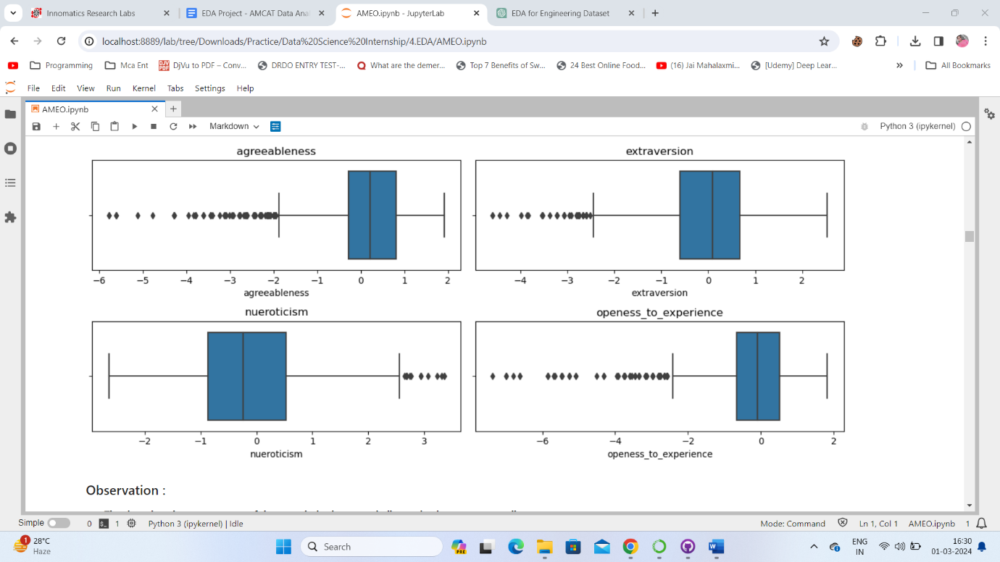 Innomatics Research Labs
EDA Project - AMCAT Data Anal
AMEO.ipynb - JupyterLab
EDA for Engineering Dataset
localhost:8889/lab/tree/Downloads/Practice/Data%20Science%20Internship/4.EDA/AMEO.ipynb
Programming Mca Ent DjVu to PDF – Conv... DRDO ENTRY TEST-... What are the demer... Top 7 Benefits of Sw... 24 Best Online Food... (16) Jai Mahalaxmi... [Udemy] Deep Lear... » All Bookmarks
File Edit View Run Kernel Tabs Settings Help
AMEO.ipynb
Markdown Python 3 (ipykernel)
agreeableness extraversion
−6 −5 −4 −3 −2 −1 0 1 2 −4 −3 −2 −1 0 1 2
agreeableness extraversion
nueroticism openess_to_experience
−2 −1 0 1 2 3 −6 −4 −2 0 2
nueroticism openess_to_experience
Observation :
Simple 0 1 Python 3 (ipykernel) | Idle Mode: Command Ln 1, Col 1 AMEO.ipynb 1
1 28°C
Haze
Search
PRE
ENG
IN
16:30
01-03-2024